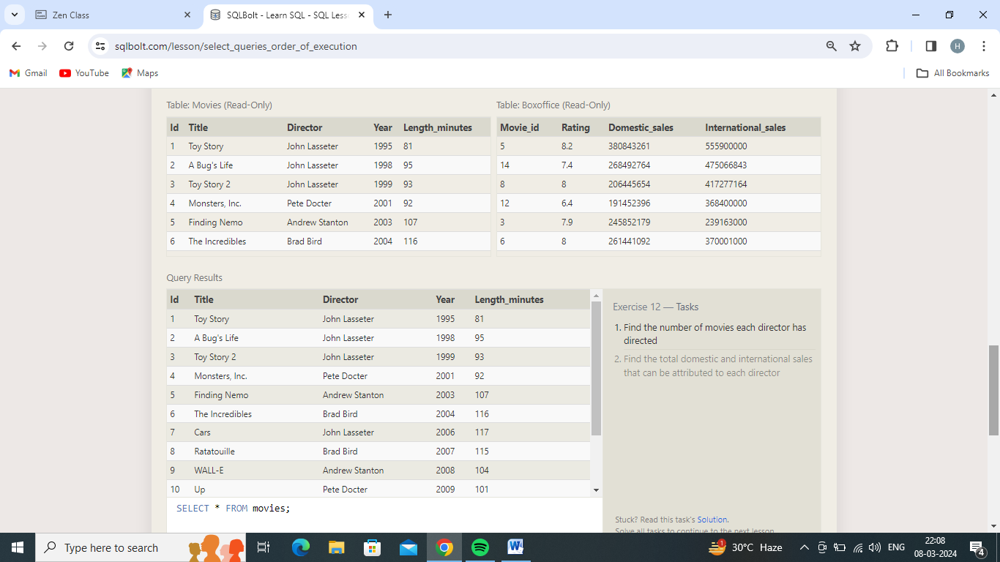 Zen Class
SQLBolt - Learn SQL - SQL Less
sqlbolt.com/lesson/select_queries_order_of_execution
H
Gmail YouTube Maps All Bookmarks
Table: Movies (Read-Only) Table: Boxoffice (Read-Only)
Id Title Director Year Length_minutes Movie_id Rating Domestic_sales International_sales
1 Toy Story John Lasseter 1995 81 5 8.2 380843261 555900000
2 A Bug's Life John Lasseter 1998 95 14 7.4 268492764 475066843
3 Toy Story 2 John Lasseter 1999 93 8 8 206445654 417277164
4 Monsters, Inc. Pete Docter 2001 92 12 6.4 191452396 368400000
5 Finding Nemo Andrew Stanton 2003 107 3 7.9 245852179 239163000
6 The Incredibles Brad Bird 2004 116 6 8 261441092 370001000
Query Results
Id Title Director Year Length_minutes
1 Toy Story John Lasseter 1995 81
2 A Bug's Life John Lasseter 1998 95
3 Toy Story 2 John Lasseter 1999 93
4 Monsters, Inc. Pete Docter 2001 92
5 Finding Nemo Andrew Stanton 2003 107
6 The Incredibles Brad Bird 2004 116
7 Cars John Lasseter 2006 117
8 Ratatouille Brad Bird 2007 115
9 WALL-E Andrew Stanton 2008 104
10 Up Pete Docter 2009 101
SELECT * FROM movies;
Exercise 12 — Tasks
1. Find the number of movies each director has
directed
2. Find the total domestic and international sales
that can be attributed to each director
Stuck? Read this task's Solution.
Solve all tasks to continue to the next lesson.
Type here to search
1
30°C Haze
ENG
22:08
08-03-2024
4